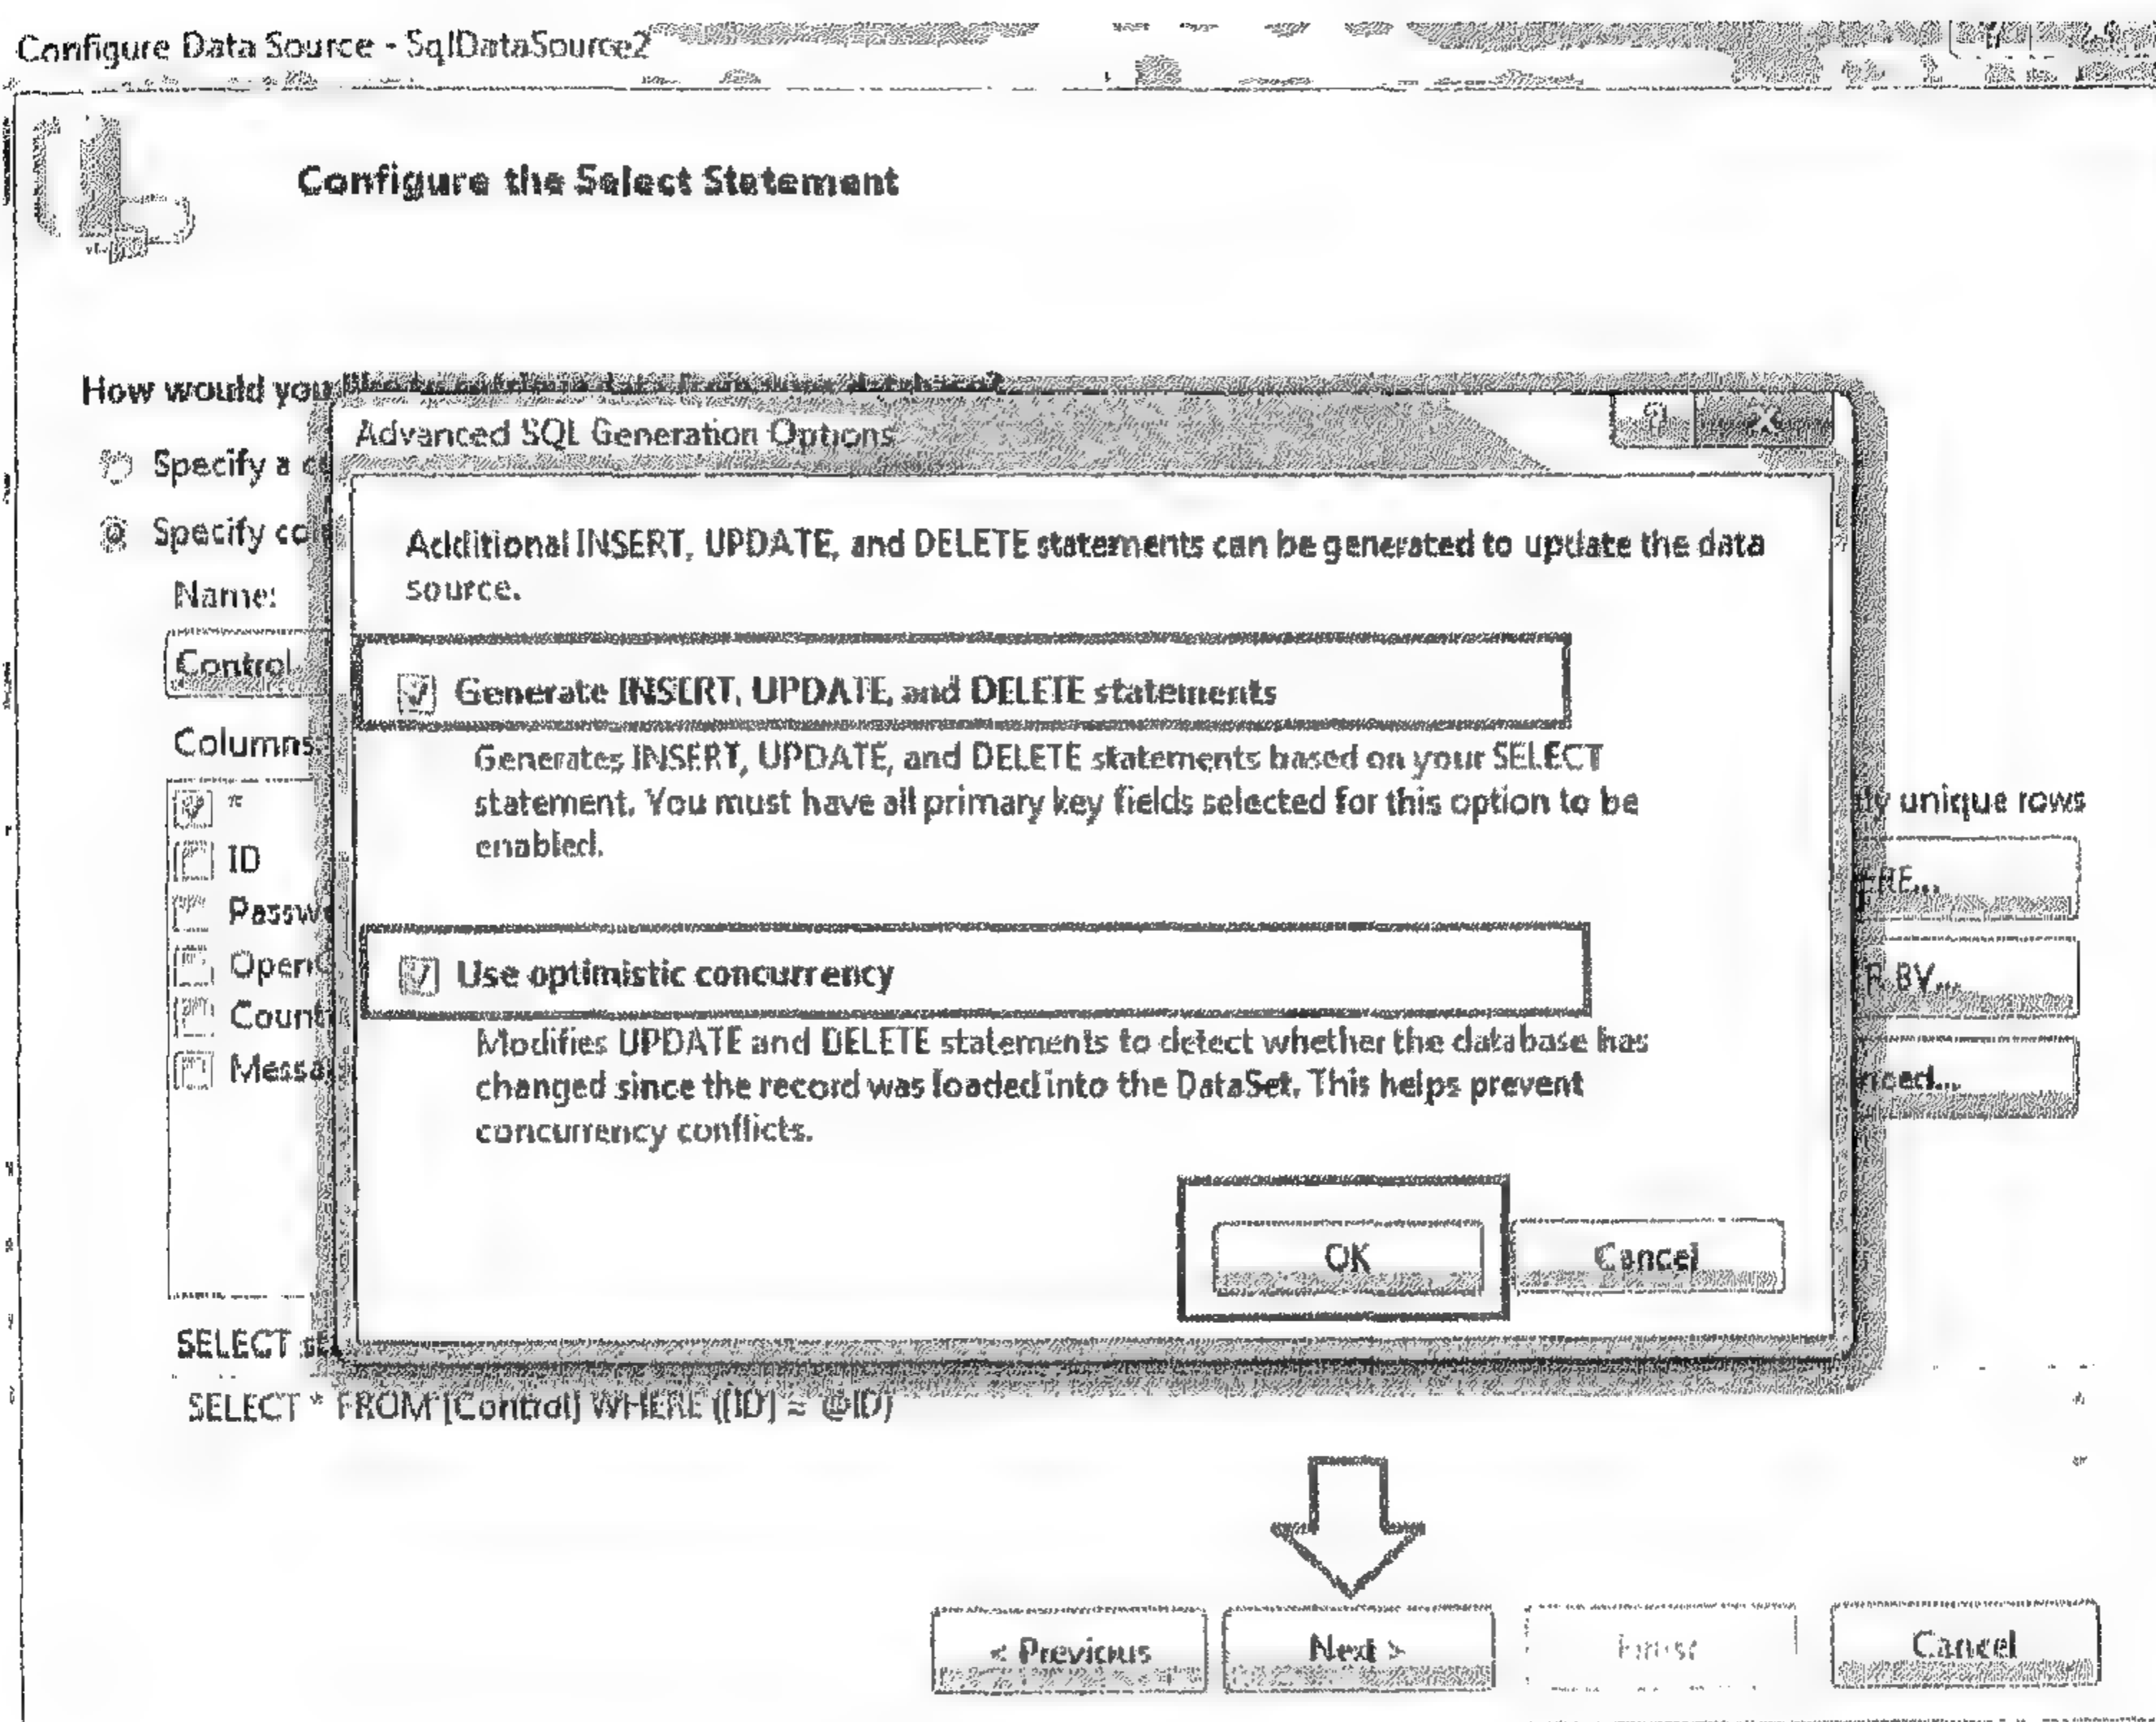 Configure Data Source - SqlDataSource2
Configure the Select Statement
How would you
Advanced SQL Generation Options
Specify a
Specify
Additional INSERT, UPDATE, and DELETE statements can be generated to update the data
source.
Name:
Control
Generate INSERT, UPDATE, and DELETE statements
Columns
Generates INSERT, UPDATE, and DELETE statements based on your SELECT
statement. You must have all primary key fields selected for this option to be
enabled.
*
unique rows
ID
ERE...
Passw
Use optimistic concurrency
Open
R BY...
Count
Modifies UPDATE and DELETE statements to detect whether the database has
changed since the record was loaded into the DataSet. This helps prevent
concurrency conflicts.
Messa
nced...
OK
Cancel
SELECT
SELECT * FROM [Control] WHERE ([ID] = @ID)
< Previous
Next >
Finish
Cancel